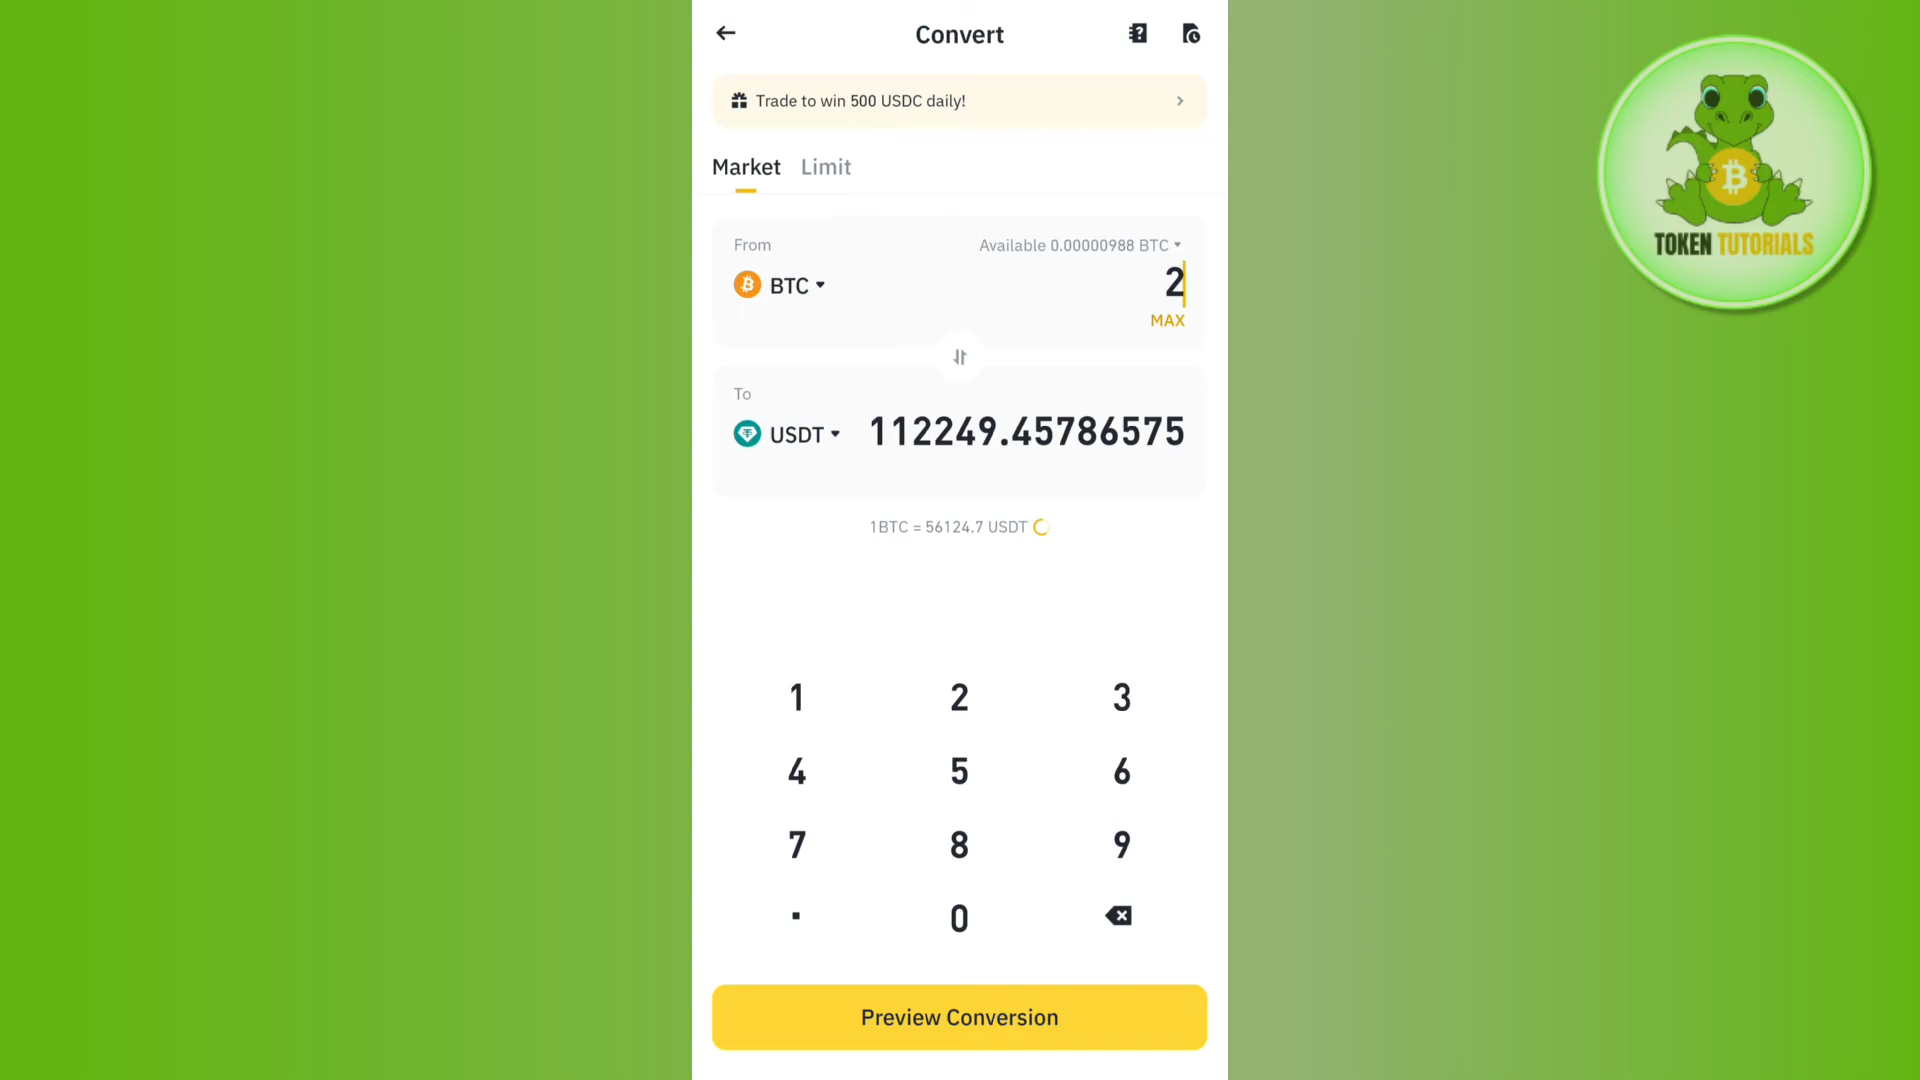 Convert
Trade to win 500 USDC daily!
Market Limit
From Available 0.00000988 BTC
BTC 2
MAX
To
USDT 112249.45786575
1BTC = 56124.7 USDT
1 2 3
4 5 6
7 8 9
. 0
Preview Conversion
TOKEN TUTORIALS